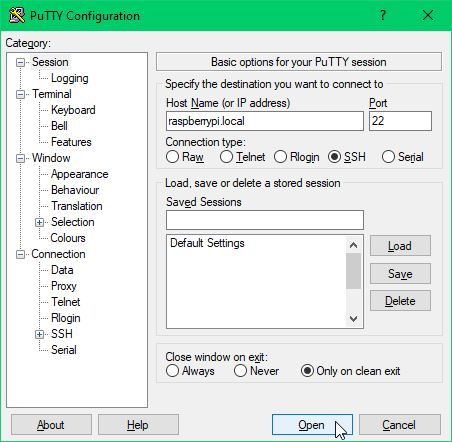 PuTTY Configuration
?
Category:
Session
Logging
Terminal
Keyboard
Bell
Features
Window
Appearance
Behaviour
Translation
Selection
Colours
Connection
Data
Proxy
Telnet
Rlogin
SSH
Serial
Basic options for your PuTTY session
Specify the destination you want to connect to
Host Name (or IP address) Port
raspberrypi.local 22
Connection type:
Raw Telnet Rlogin SSH Serial
Load, save or delete a stored session
Saved Sessions
Default Settings
Load
Save
Delete
Close window on exit:
Always Never Only on clean exit
About Help Open Cancel